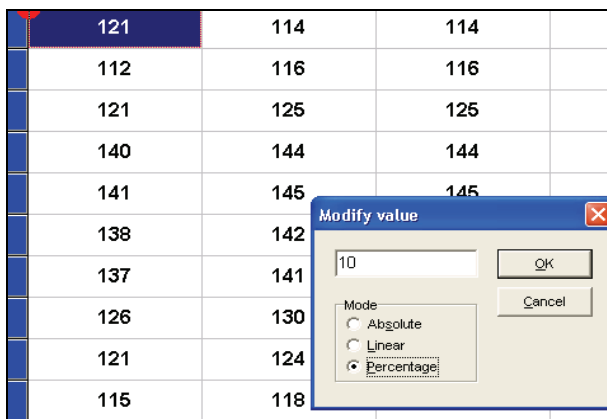 121 114 114
112 116 116
121 125 125
140 144 144
141 145 145
Modify value
138 142
10 OK
137 141
Mode Cancel
126 130
Absolute
Linear
121 124
Percentage
115 118